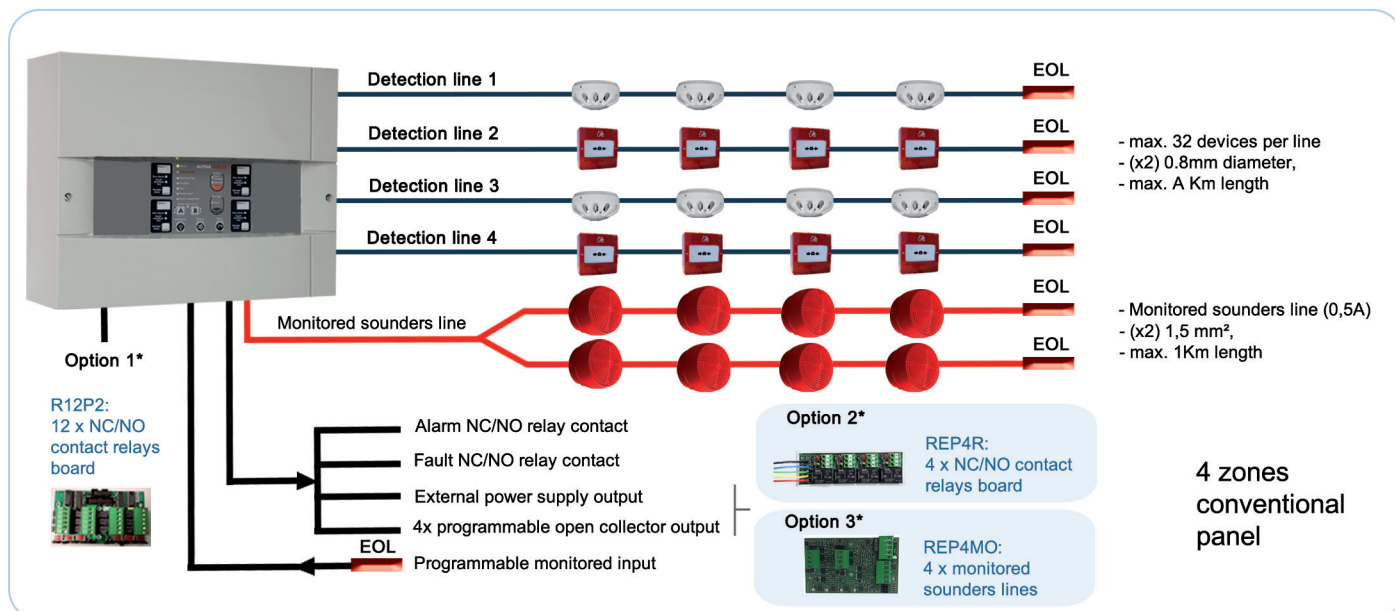 Detection line 1
EOL
Detection line 2
EOL
Detection line 3
EOL
Detection line 4
EOL
- max. 32 devices per line
- (x2) 0.8mm diameter,
- max. A Km length
Monitored sounders line
EOL
EOL
- Monitored sounders line (0,5A)
- (x2) 1,5 mm²,
- max. 1Km length
Option 1*
R12P2:
12 x NC/NO
contact relays
board
Alarm NC/NO relay contact
Fault NC/NO relay contact
External power supply output
4x programmable open collector output
EOL
Programmable monitored input
Option 2*
REP4R:
4 x NC/NO contact
relays board
Option 3*
REP4MO:
4 x monitored
sounders lines
4 zones
conventional
panel